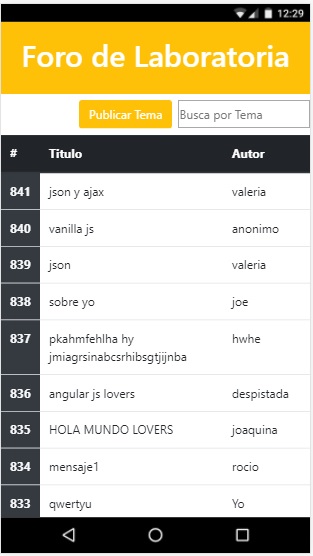 12:29
Foro de Laboratoria
Publicar Tema Busca por Tema
# Titulo Autor
841 json y ajax valeria
840 vanilla js anonimo
839 json valeria
838 sobre yo joe
837 pkahmfehlha hy hwhe
jmiagrsinabcsrhibsgtjijnba
836 angular js lovers despistada
835 HOLA MUNDO LOVERS joaquina
834 mensaje1 rocio
833 qwertyu Yo